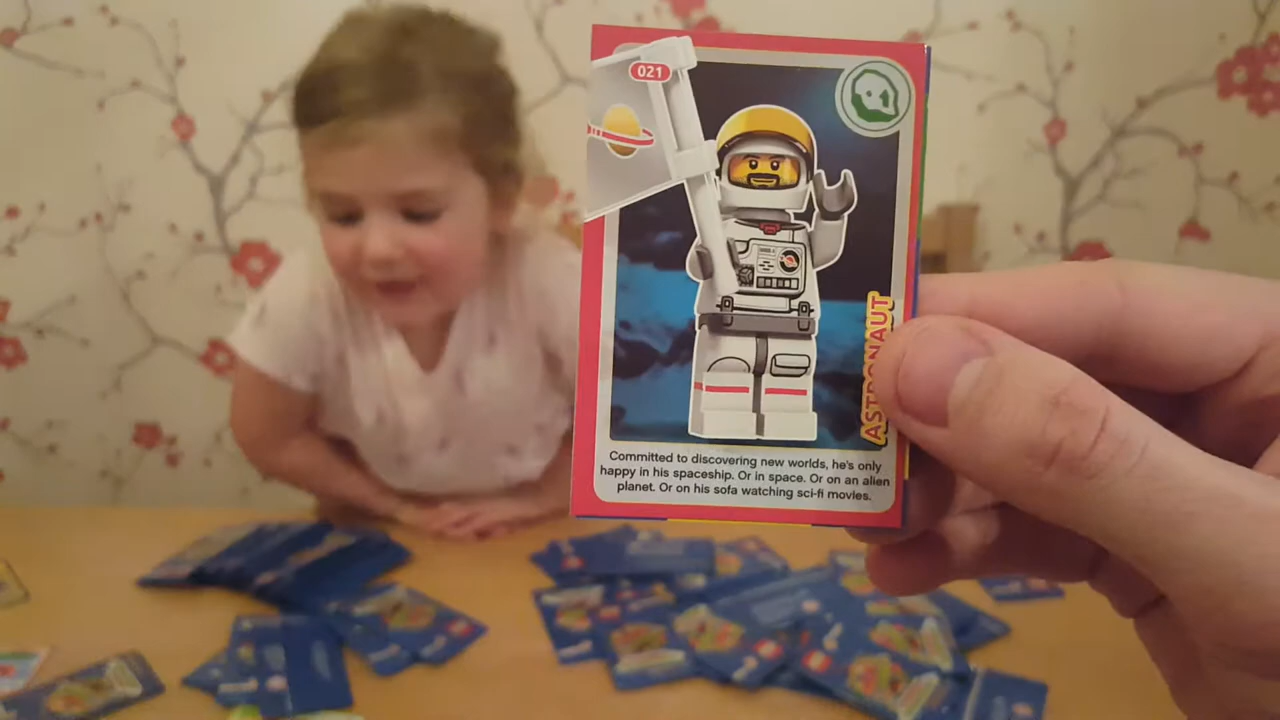 021
ASTRONAUT
Committed to discovering new worlds, he's only
happy in his spaceship. Or in space. Or on an alien
planet. Or on his sofa watching sci-fi movies.